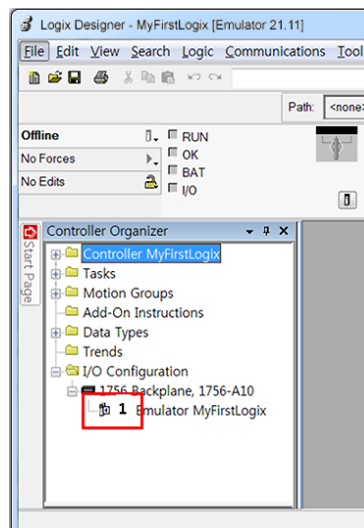 Logix Designer - MyFirstLogix [Emulator 21.11]
File Edit View Search Logic Communications Tool
Path: <none>
Offline
RUN
No Forces
OK
BAT
No Edits
I/O
Start Page
Controller Organizer
Controller MyFirstLogix
Tasks
Motion Groups
Add-On Instructions
Data Types
Trends
I/O Configuration
1756 Backplane, 1756-A10
1 Emulator MyFirstLogix